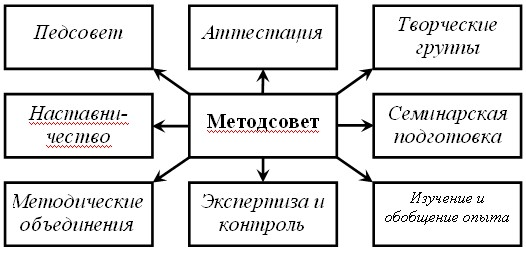 Педсовет
Аттестация
Творческие
группы
Наставни-
чество
Методсовет
Семинарская
подготовка
Методические
объединения
Экспертиза и
контроль
Изучение и
обобщение опыта